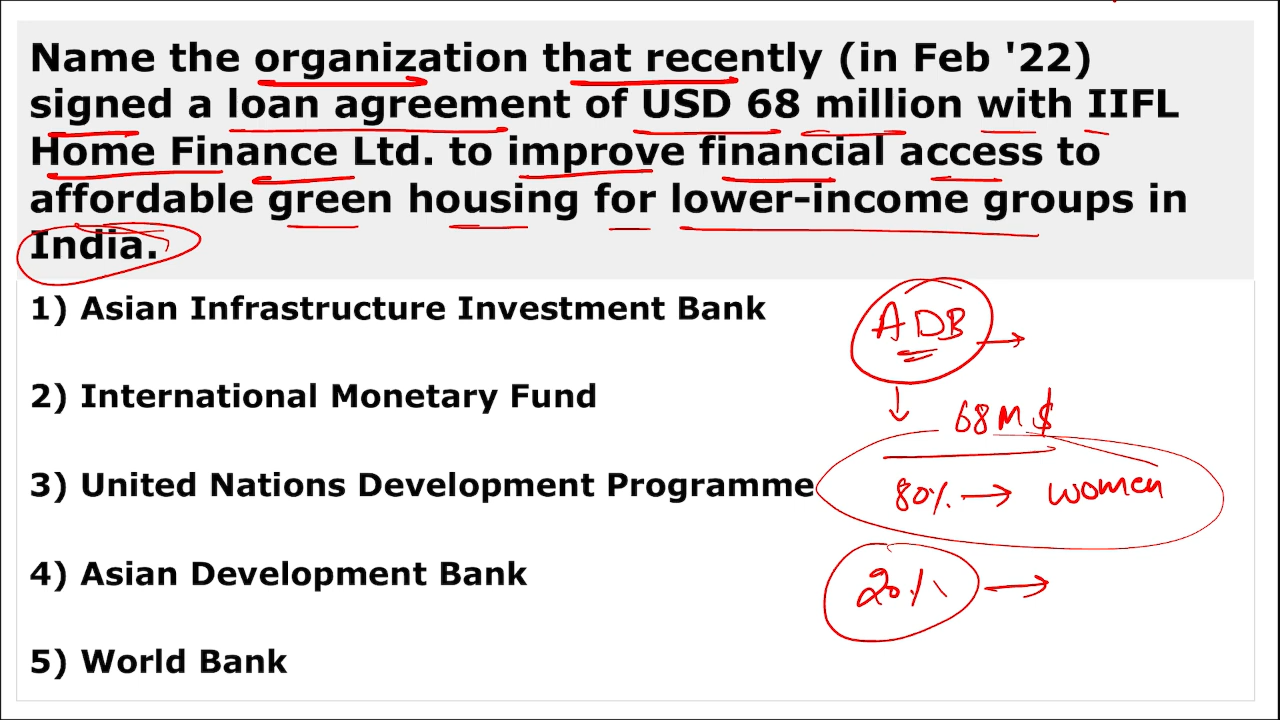 Name the organization that recently (in Feb '22)
signed a loan agreement of USD 68 million with IIFL
Home Finance Ltd. to improve financial access to
affordable green housing for lower-income groups in
India.
1) Asian Infrastructure Investment Bank
ADB
2) International Monetary Fund
68 M $
3) United Nations Development Programme
80% → women
4) Asian Development Bank
20% →
5) World Bank